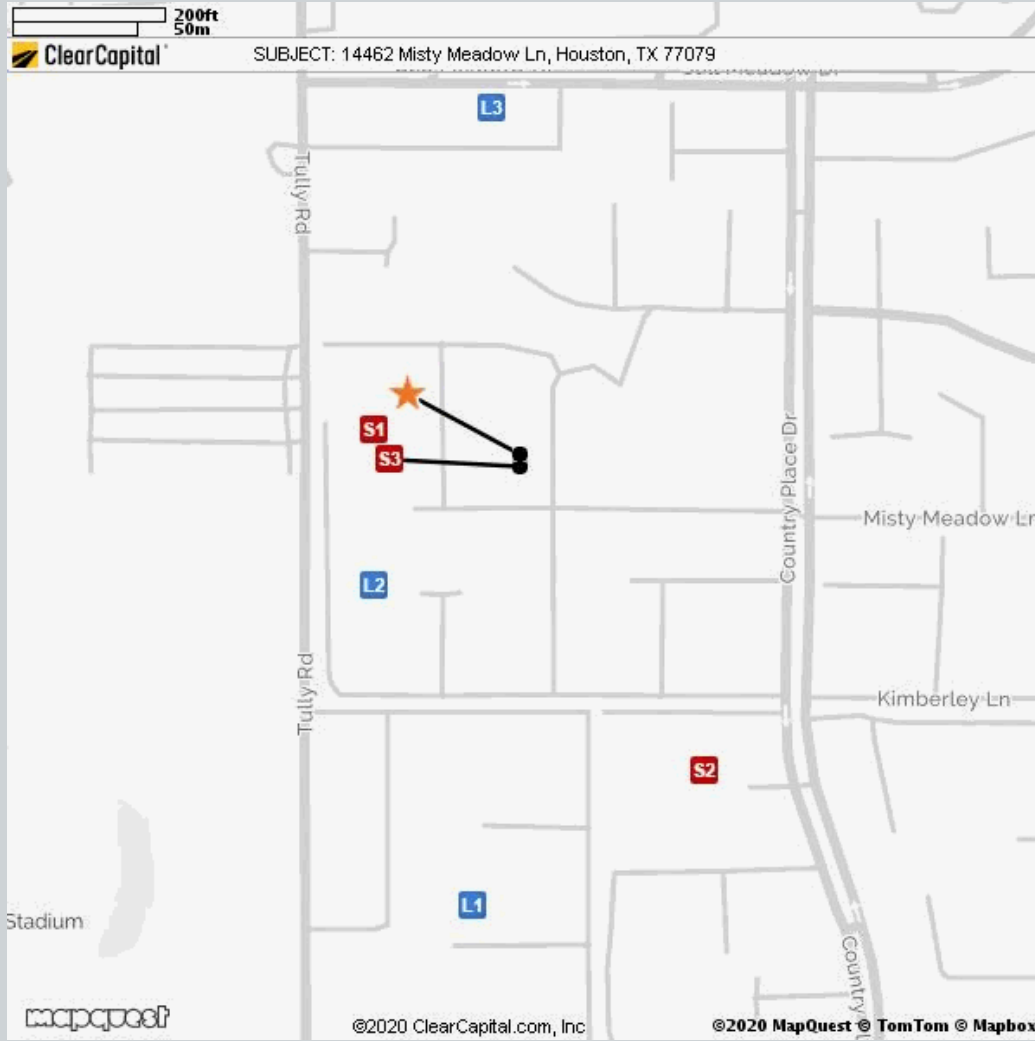 200ft
50m
ClearCapital
SUBJECT: 14462 Misty Meadow Ln, Houston, TX 77079
L3
Tully Rd
S1
S3
Country Place Dr
Misty Meadow Ln
L2
Tully Rd
Kimberley Ln
S2
L1
Stadium
Country
mapquest
©2020 ClearCapital.com, Inc
©2020 MapQuest © TomTom © Mapbox